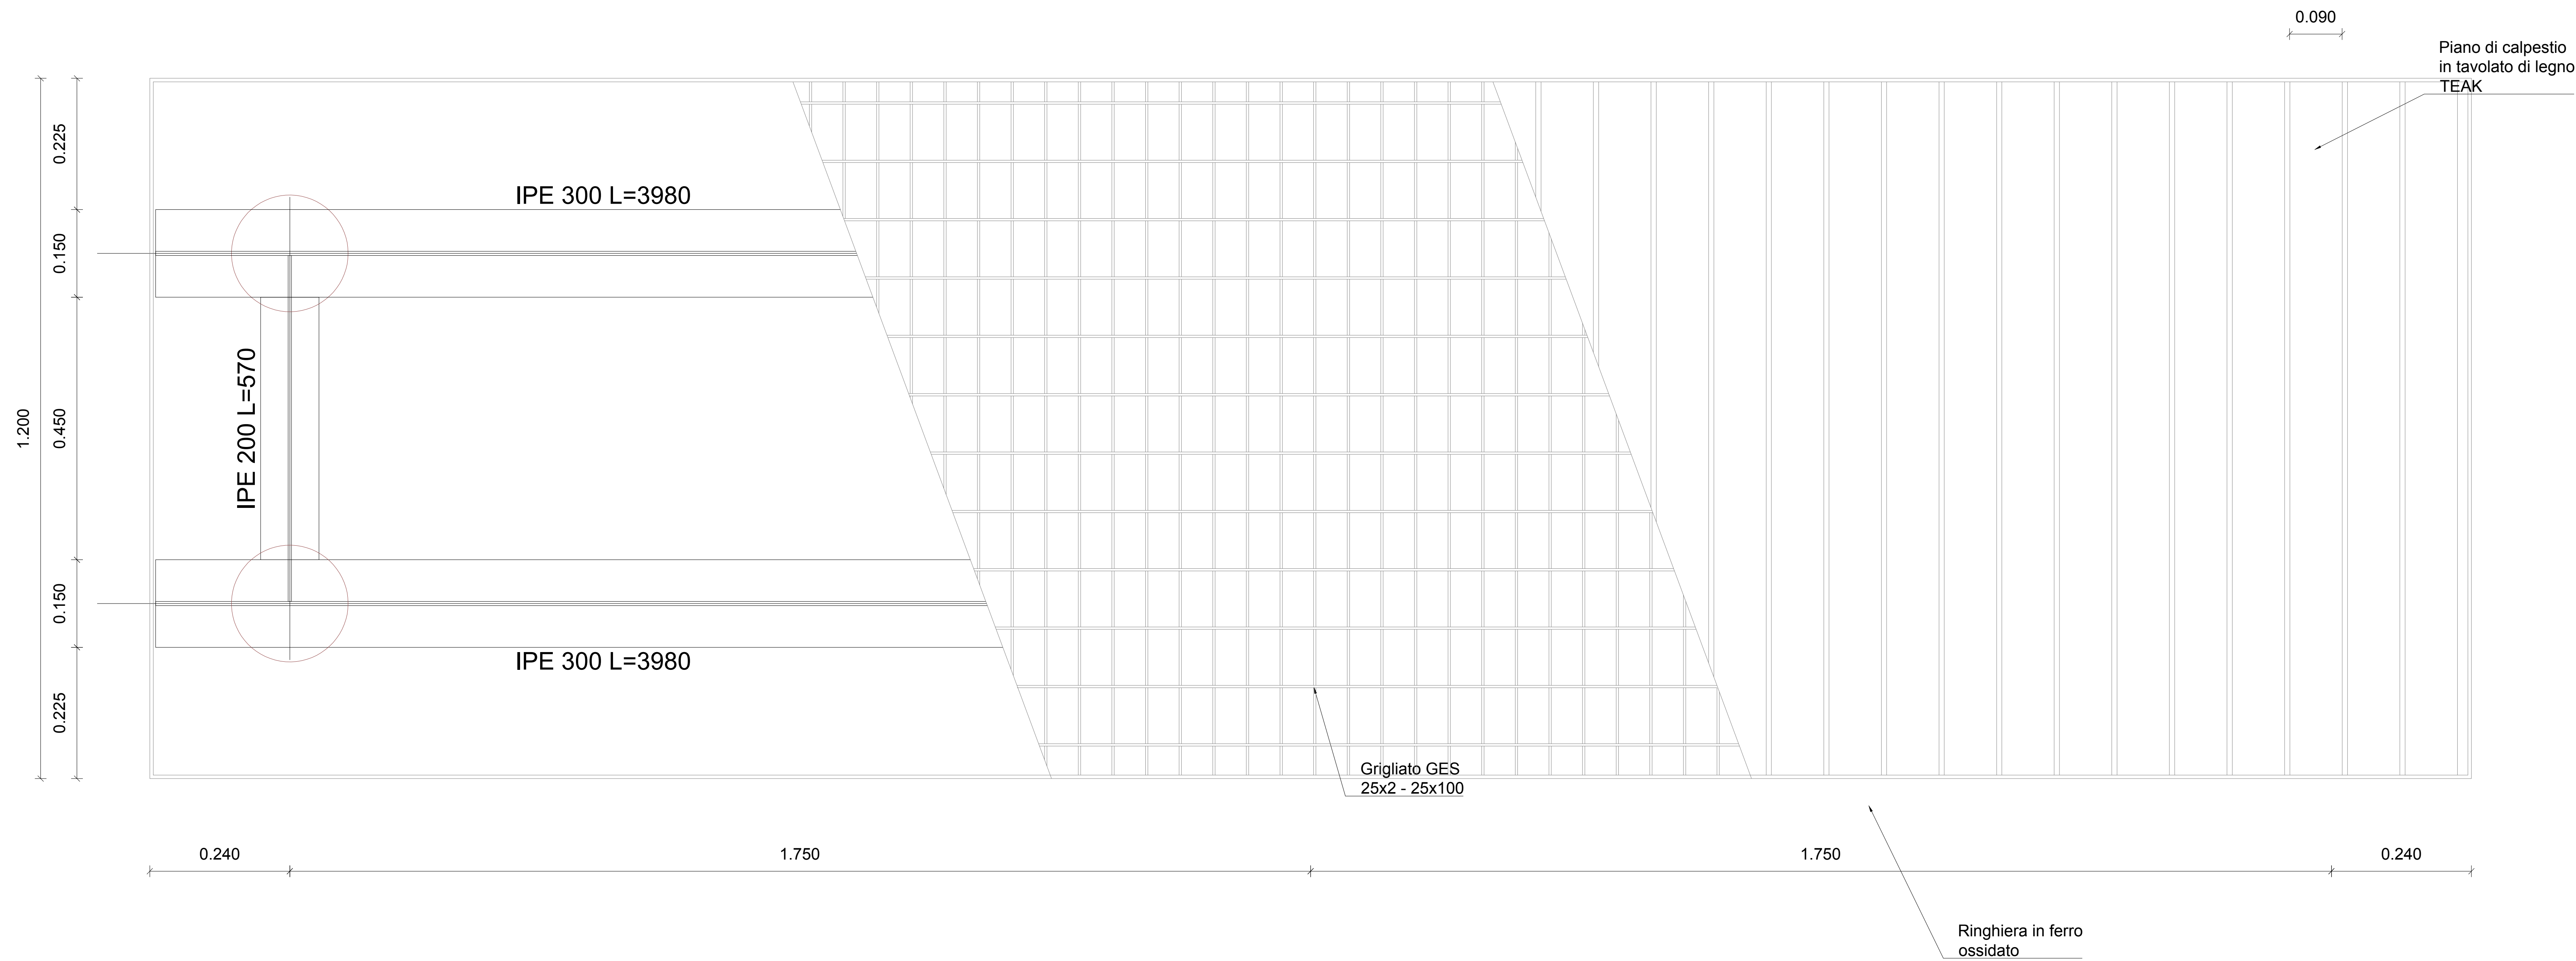 0.090
Piano di calpestio
in tavolato di legno
TEAK
0.225
IPE 300 L=3980
0.150
IPE 200 L=570
1.200
0.450
0.150
IPE 300 L=3980
0.225
Grigliato GES
25x2 - 25x100
0.240
1.750
1.750
0.240
Ringhiera in ferro
ossidato